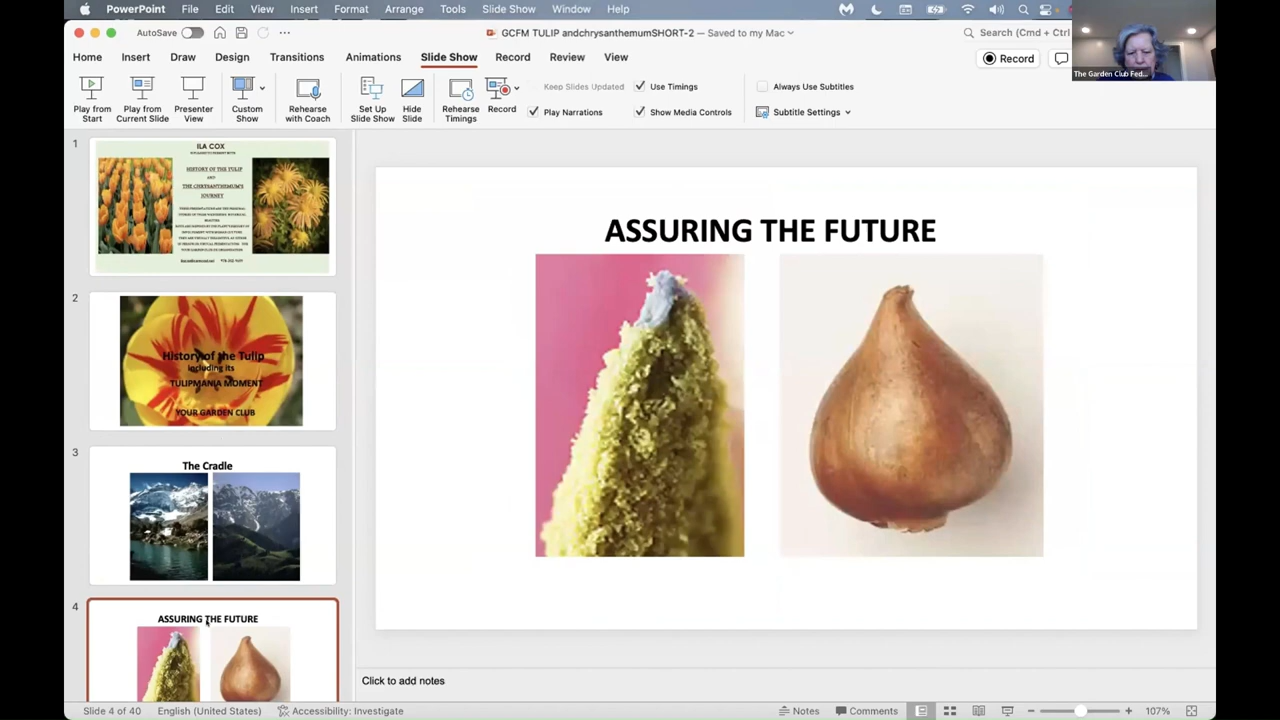 PowerPoint File Edit View Insert Format Arrange Tools Slide Show Window Help
AutoSave GCFM TULIP andchrysanthemumSHORT-2 — Saved to my Mac Search (Cmd + Ctrl
The Garden Club Fed...
Home Insert Draw Design Transitions Animations Slide Show Record Review View Record
Play from Start
Play from Current Slide
Presenter View
Custom Show
Rehearse with Coach
Set Up Slide Show
Hide Slide
Rehearse Timings
Record
Keep Slides Updated
Use Timings
Play Narrations
Show Media Controls
Always Use Subtitles
Subtitle Settings
1
ILA COX
HISTORY OF THE TULIP
AND
THE CHRYSANTHEMUM'S
JOURNEY
2
History of the Tulip
Including its
TULIPMANIA MOMENT
YOUR GARDEN CLUB
3
The Cradle
4
ASSURING THE FUTURE
ASSURING THE FUTURE
Click to add notes
Slide 4 of 40 English (United States) Accessibility: Investigate Notes Comments 107%